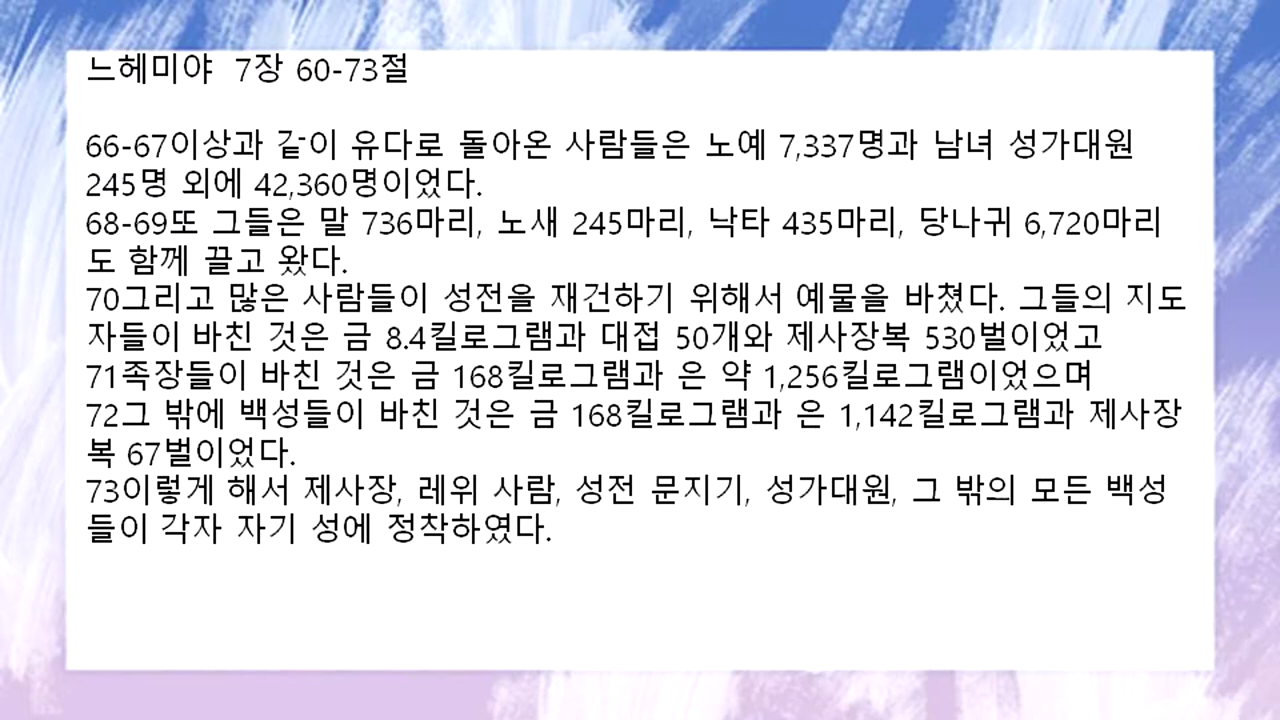 느헤미야 7장 60-73절
66-67이상과 같이 유다로 돌아온 사람들은 노예 7,337명과 남녀 성가대원
245명 외에 42,360명이었다.
68-69또 그들은 말 736마리, 노새 245마리, 낙타 435마리, 당나귀 6,720마리
도 함께 끌고 왔다.
70그리고 많은 사람들이 성전을 재건하기 위해서 예물을 바쳤다. 그들의 지도
자들이 바친 것은 금 8.4킬로그램과 대접 50개와 제사장복 530벌이었고
71족장들이 바친 것은 금 168킬로그램과 은 약 1,256킬로그램이었으며
72그 밖에 백성들이 바친 것은 금 168킬로그램과 은 1,142킬로그램과 제사장
복 67벌이었다.
73이렇게 해서 제사장, 레위 사람, 성전 문지기, 성가대원, 그 밖의 모든 백성
들이 각자 자기 성에 정착하였다.